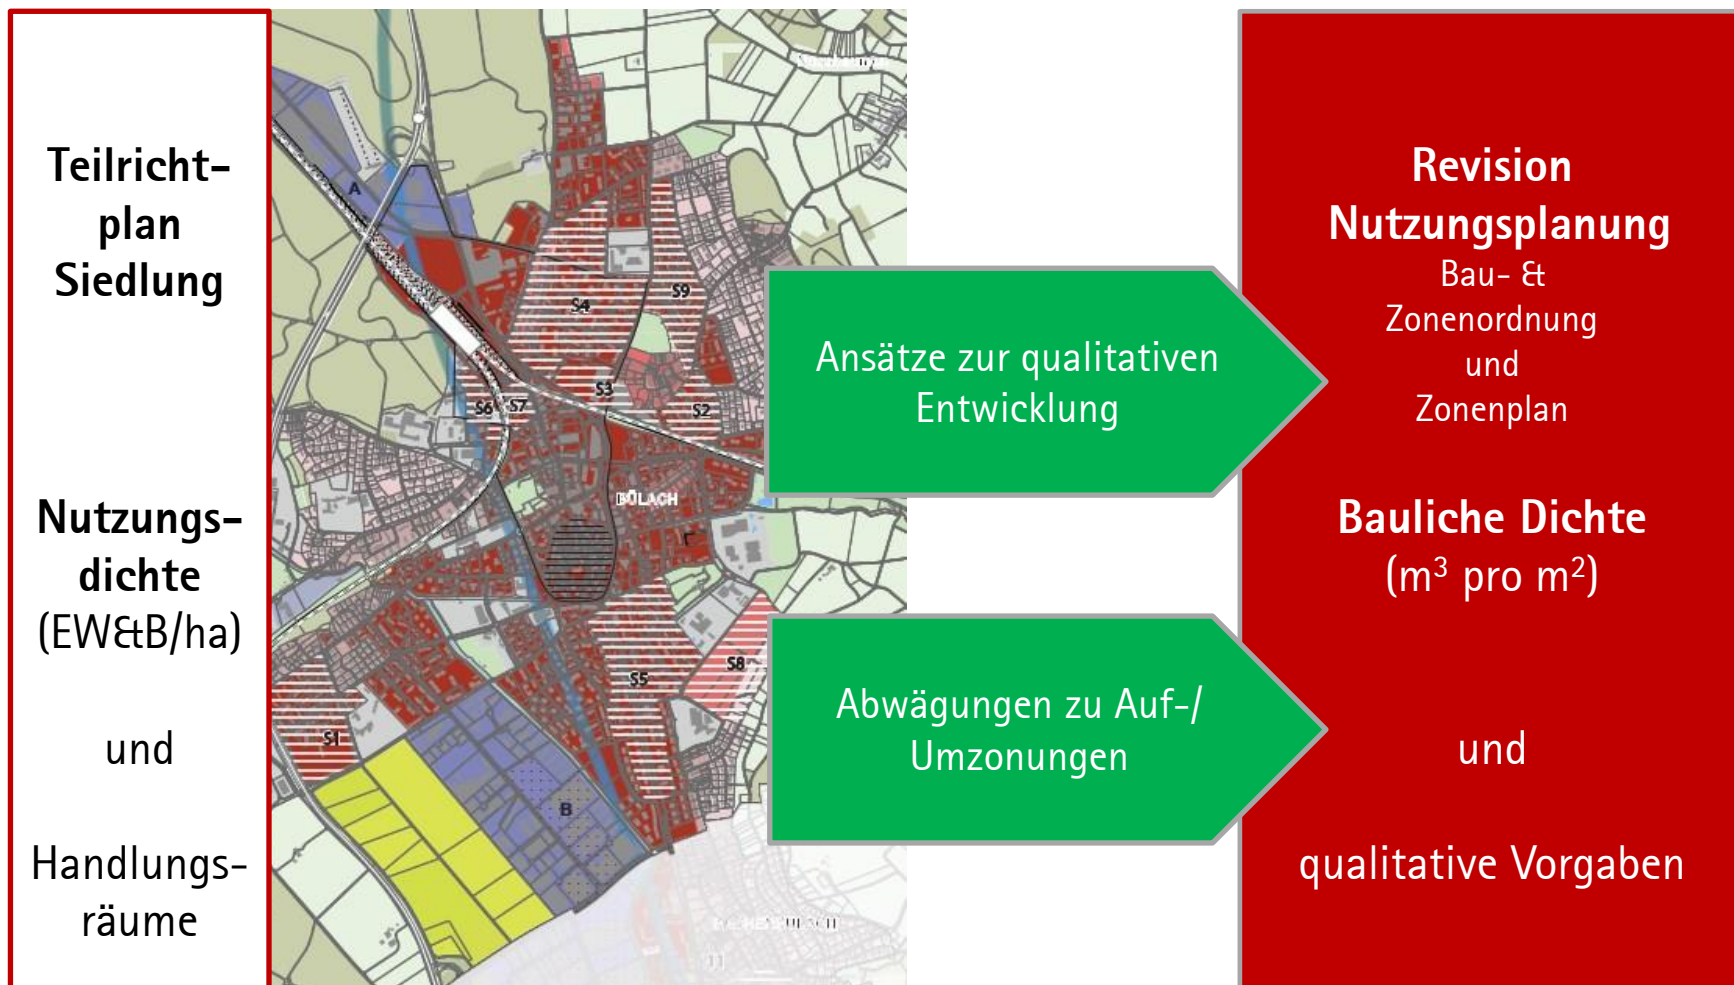 Teilricht-
plan
Siedlung
Nutzungs-
dichte
(EW&B/ha)
und
Handlungs-
räume
A
S4
S9
S3
S2
S6
S7
BÜLACH
S5
S8
S1
B
Ansätze zur qualitativen
Entwicklung
Abwägungen zu Auf-/
Umzonungen
Revision
Nutzungsplanung
Bau- &
Zonenordnung
und
Zonenplan
Bauliche Dichte
(m³ pro m²)
und
qualitative Vorgaben